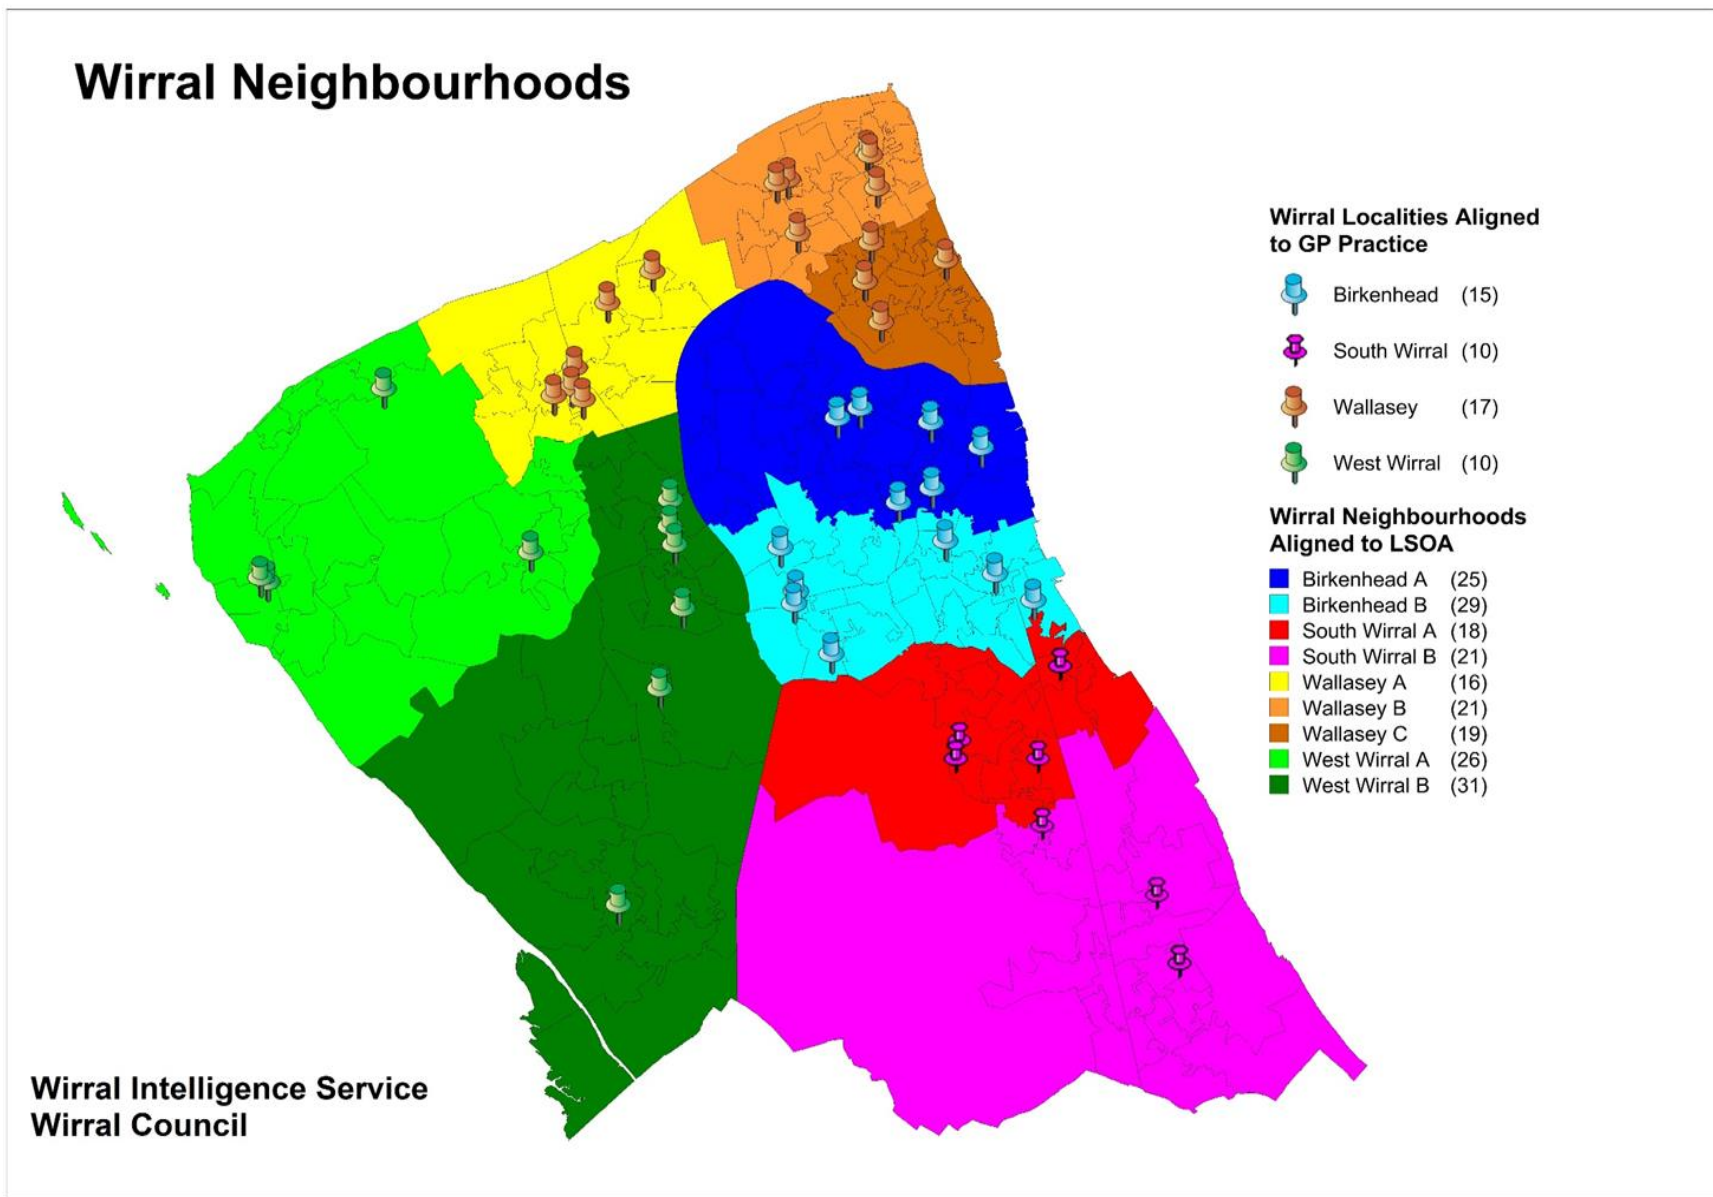 Wirral Neighbourhoods
Wirral Localities Aligned
to GP Practice
Birkenhead (15)
South Wirral (10)
Wallasey (17)
West Wirral (10)
Wirral Neighbourhoods
Aligned to LSOA
Birkenhead A (25)
Birkenhead B (29)
South Wirral A (18)
South Wirral B (21)
Wallasey A (16)
Wallasey B (21)
Wallasey C (19)
West Wirral A (26)
West Wirral B (31)
Wirral Intelligence Service
Wirral Council